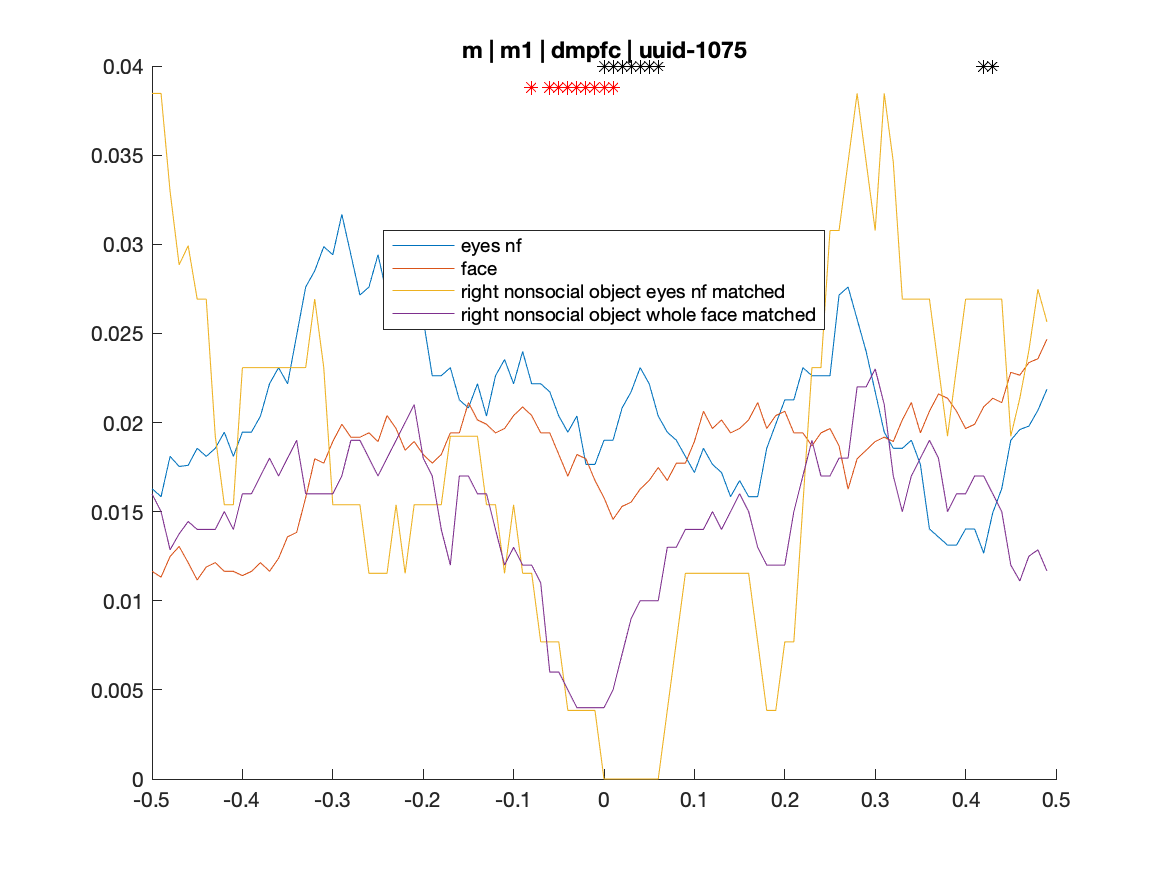 m | m1 | dmpfc | uuid-1075
0.04
0.035
0.03
0.025
0.02
0.015
0.01
0.005
0
eyes nf
face
right nonsocial object eyes nf matched
right nonsocial object whole face matched
-0.5 -0.4 -0.3 -0.2 -0.1 0 0.1 0.2 0.3 0.4 0.5